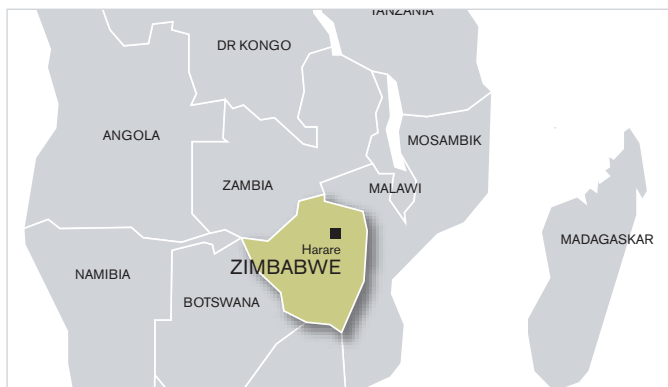 TANZANIA
DR KONGO
ANGOLA
MOSAMBIK
ZAMBIA
MALAWI
MADAGASKAR
Harare
ZIMBABWE
NAMIBIA
BOTSWANA